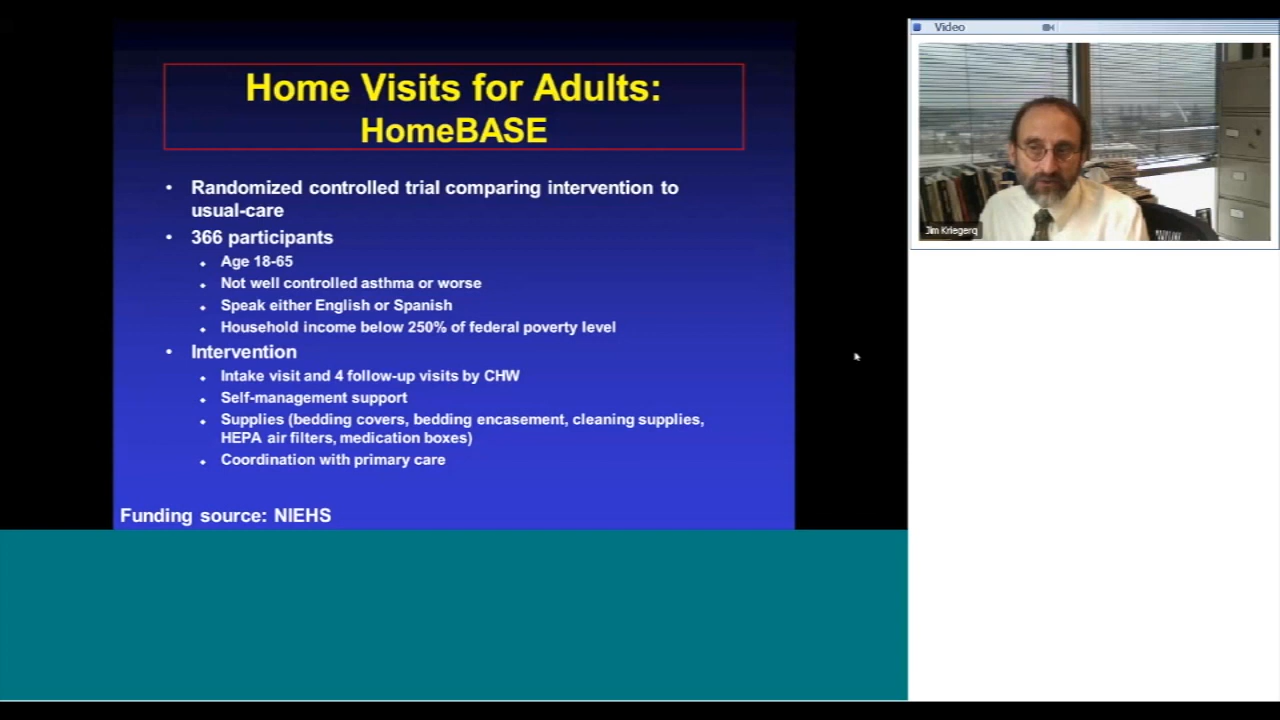 Home Visits for Adults:
HomeBASE
• Randomized controlled trial comparing intervention to
usual-care
• 366 participants
Age 18-65
Not well controlled asthma or worse
Speak either English or Spanish
Household income below 250% of federal poverty level
• Intervention
Intake visit and 4 follow-up visits by CHW
Self-management support
Supplies (bedding covers, bedding encasement, cleaning supplies,
HEPA air filters, medication boxes)
Coordination with primary care
Funding source: NIEHS
Video
Jim Kriegerq